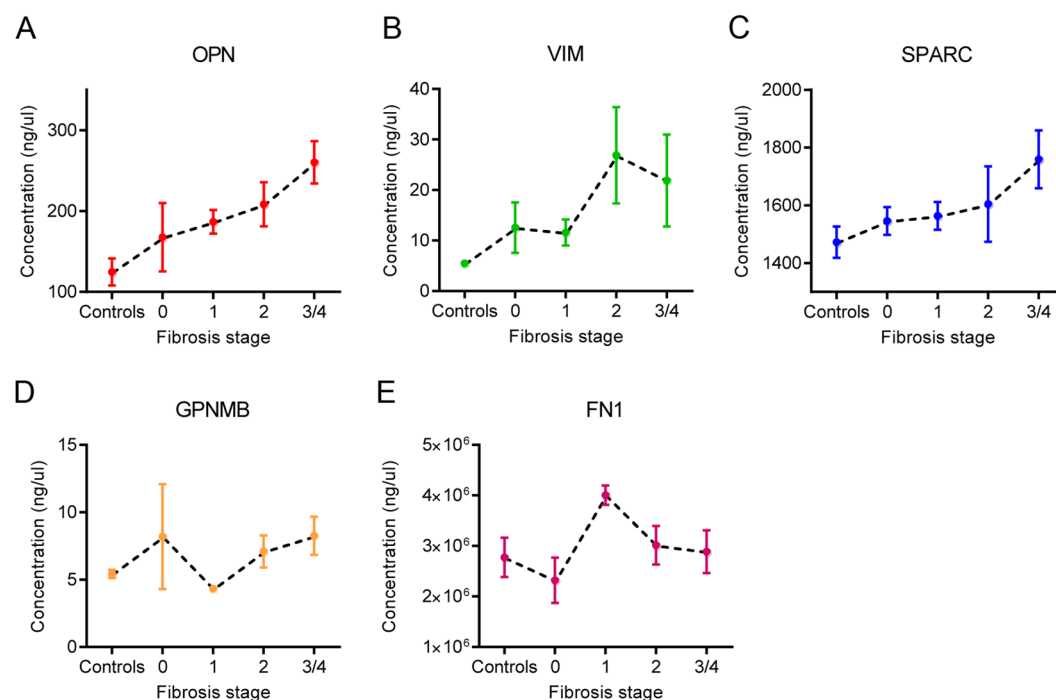 A
OPN
Concentration (ng/ul)
300
200
100
Controls 0 1 2 3/4
Fibrosis stage
B
VIM
Concentration (ng/ul)
40
30
20
10
0
Controls 0 1 2 3/4
Fibrosis stage
C
SPARC
Concentration (ng/ul)
2000
1800
1600
1400
Controls 0 1 2 3/4
Fibrosis stage
D
GPNMB
Concentration (ng/ul)
15
10
5
0
Controls 0 1 2 3/4
Fibrosis stage
E
FN1
Concentration (ng/ul)
5×10⁶
4×10⁶
3×10⁶
2×10⁶
1×10⁶
Controls 0 1 2 3/4
Fibrosis stage